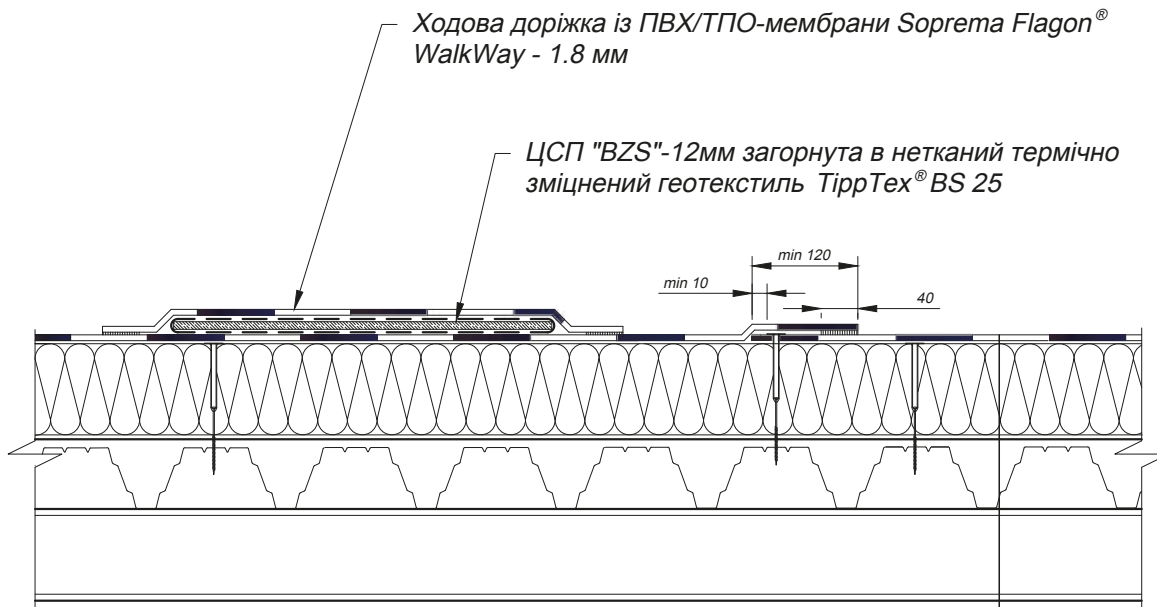 Ходова доріжка із ПВХ/ТПО-мембрани Soprema Flagon®
WalkWay - 1.8 мм
ЦСП "BZS"-12мм загорнута в нетканий термічно
зміцнений геотекстиль TippTex® BS 25
min 120
min 10
40